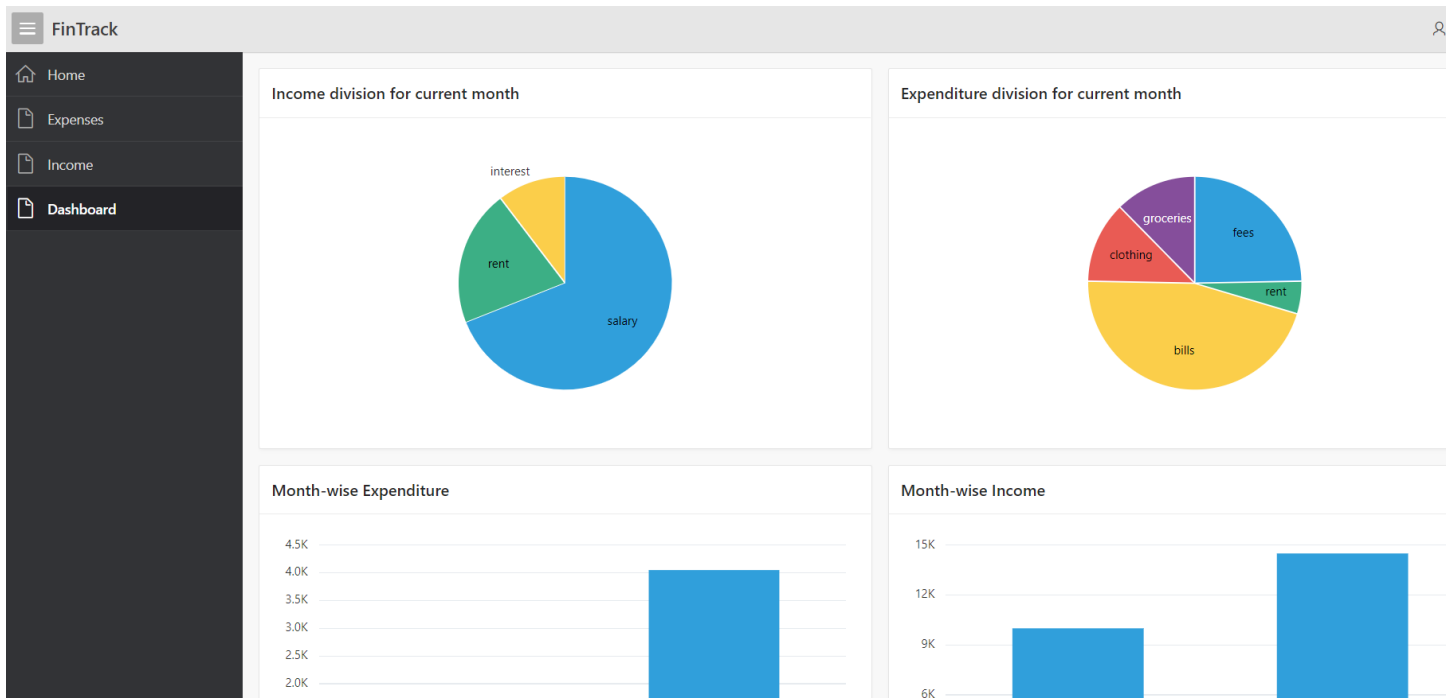 FinTrack
Home
Expenses
Income
Dashboard
Income division for current month
interest
rent
salary
Expenditure division for current month
groceries
fees
clothing
rent
bills
Month-wise Expenditure
4.5K
4.0K
3.5K
3.0K
2.5K
2.0K
Month-wise Income
15K
12K
9K
6K